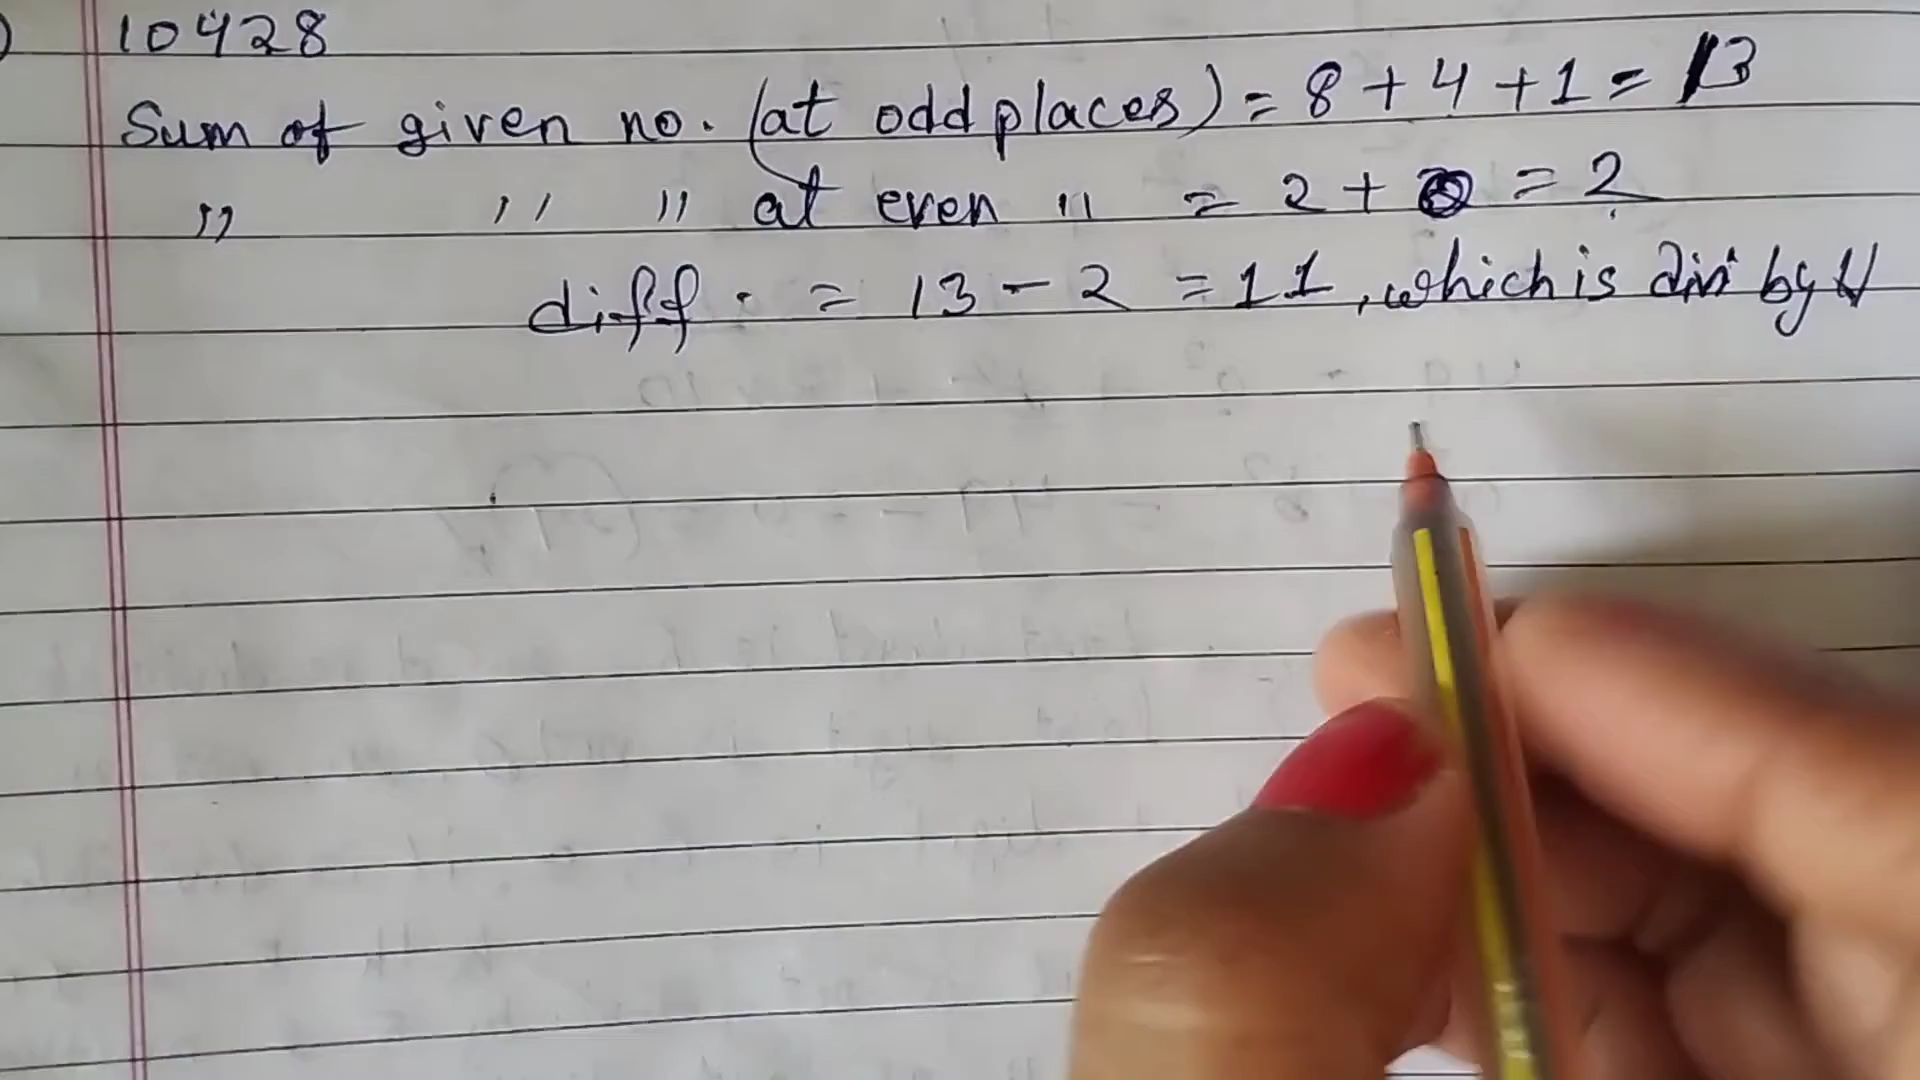 10428
Sum of given no. (at odd places) = 8 + 4 + 1 = 13
,, ,, ,, at even ,, = 2 + 0 = 2
diff. = 13 - 2 = 11, which is div by 11